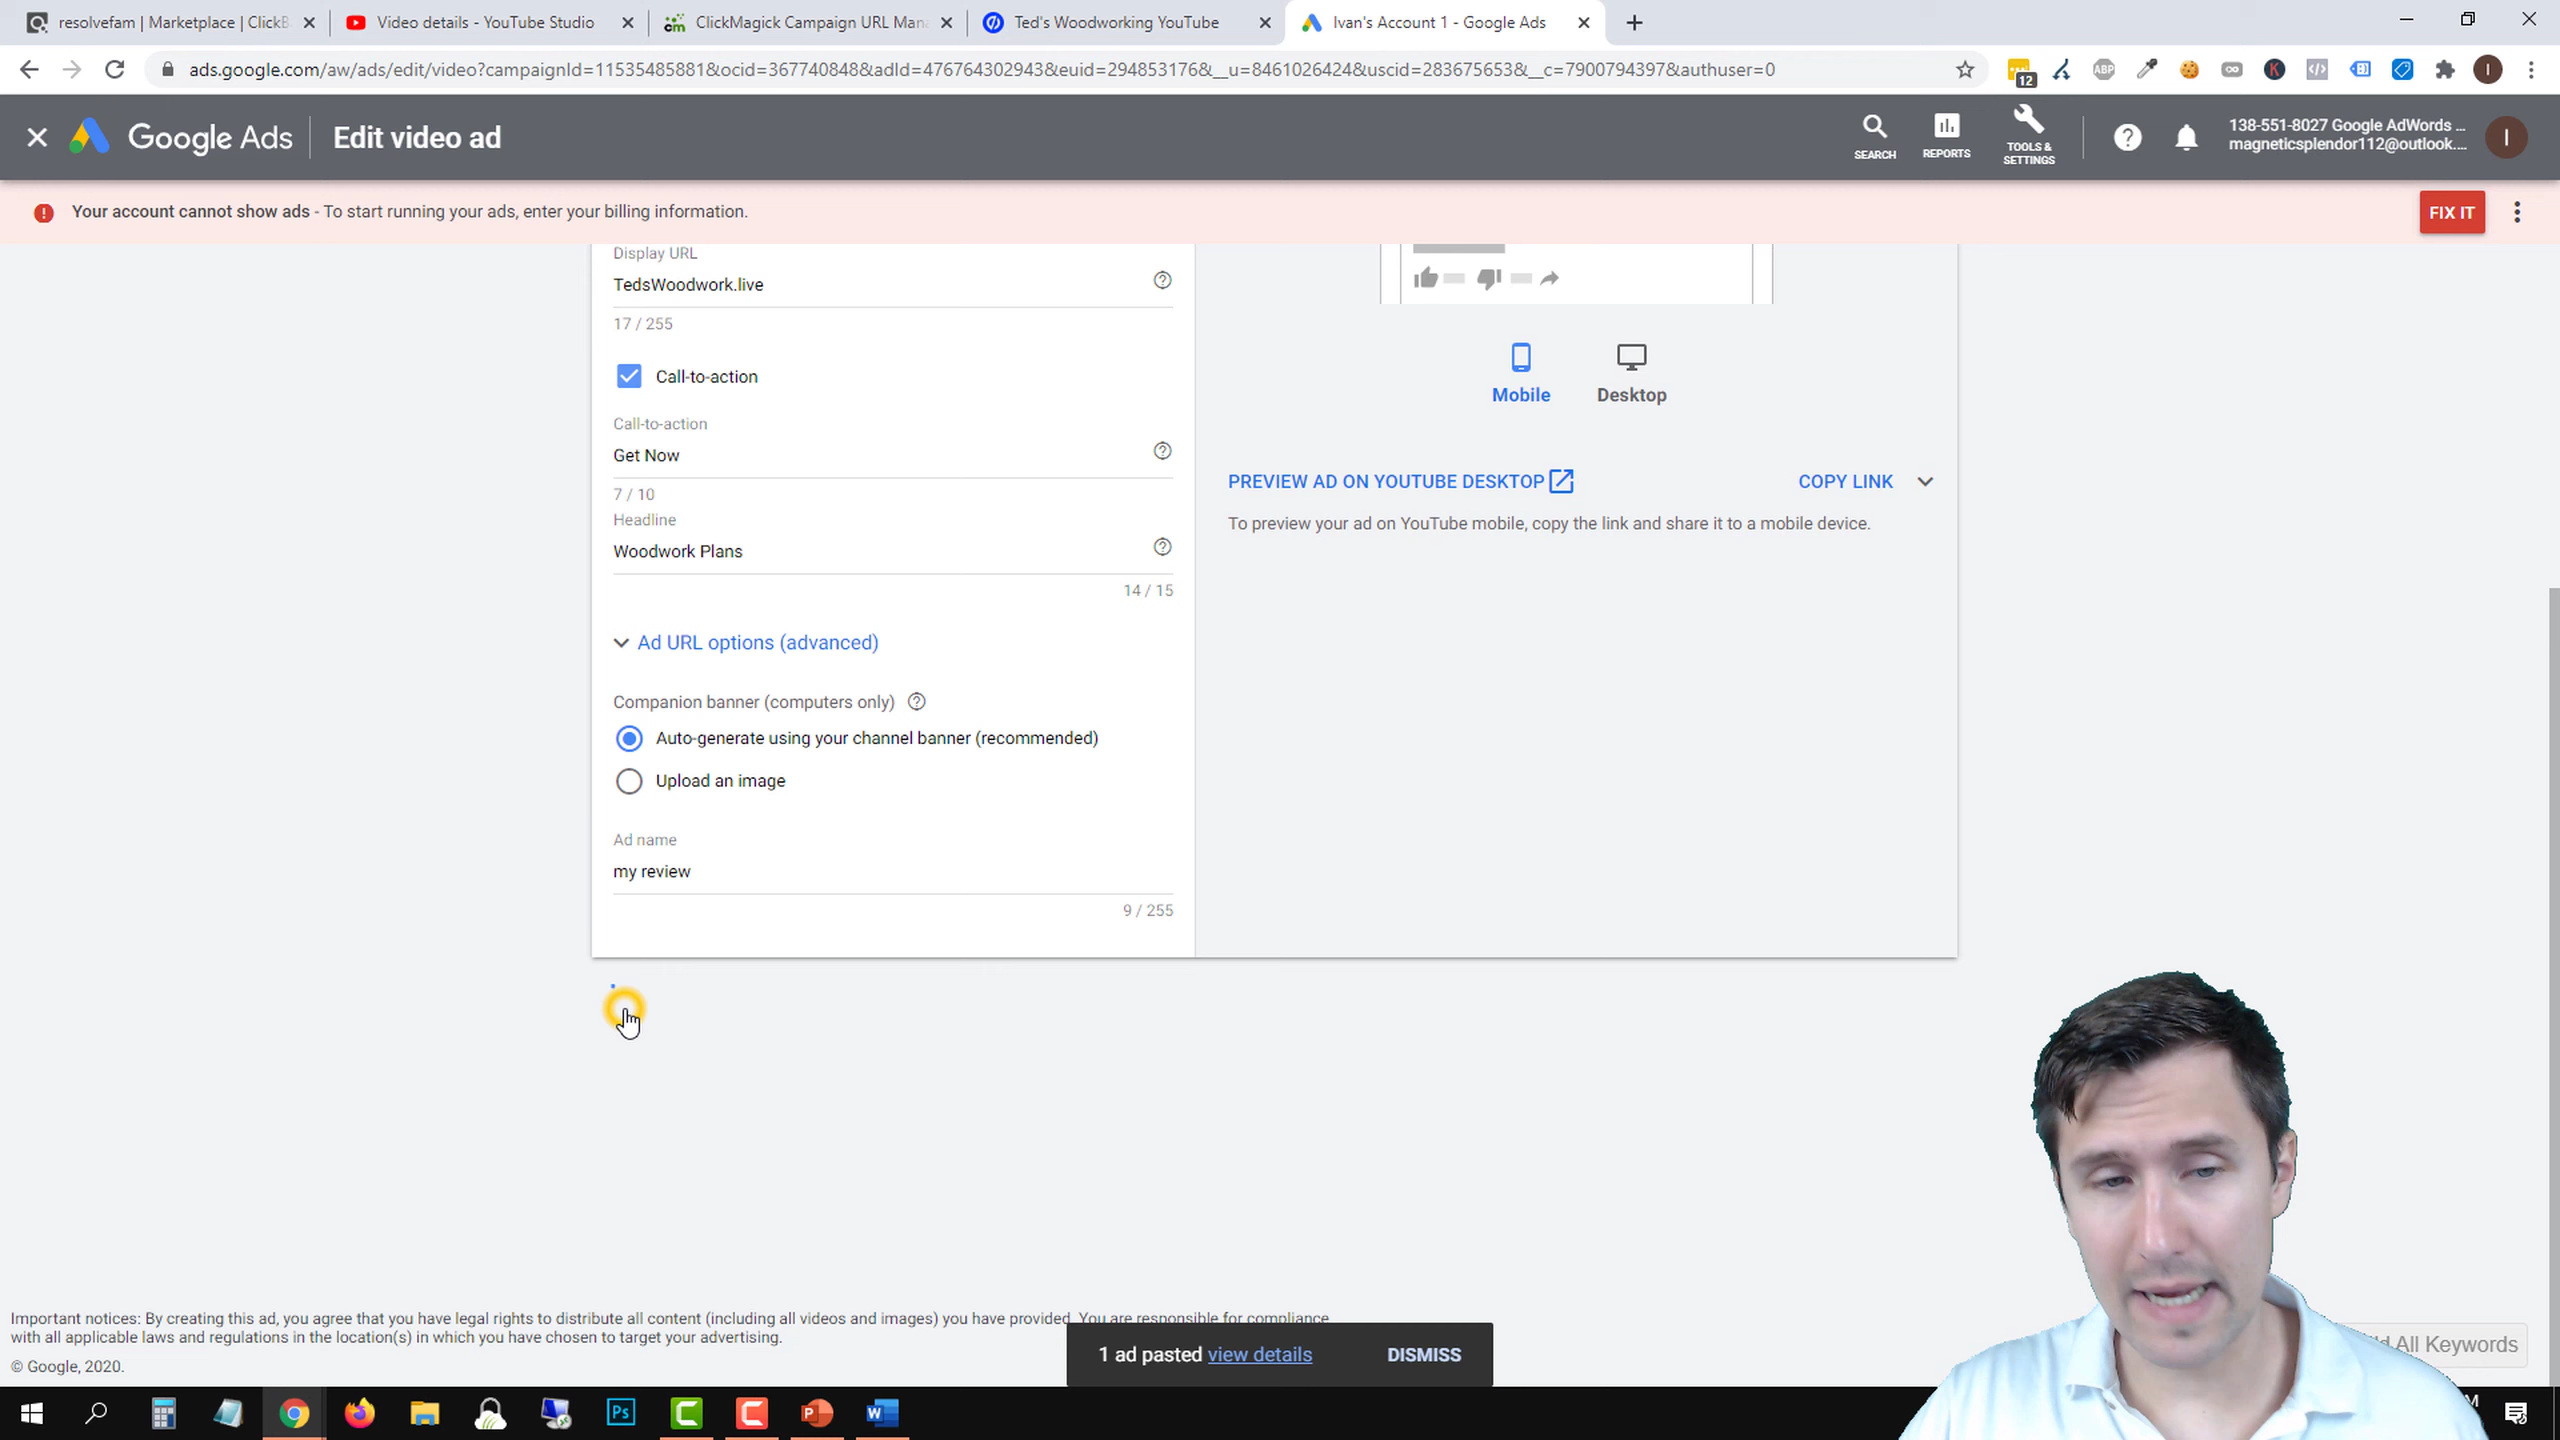 resolvefam | Marketplace | ClickB
Video details - YouTube Studio
ClickMagick Campaign URL Man
Ted's Woodworking YouTube
Ivan's Account 1 - Google Ads
ads.google.com/aw/ads/edit/video?campaignId=11535485881&ocid=367740848&adId=476764302943&euid=294853176&__u=8461026424&uscid=283675653&__c=7900794397&authuser=0
12
ABP
K
I
Google Ads
Edit video ad
SEARCH
REPORTS
TOOLS &
SETTINGS
138-551-8027 Google AdWords ...
magneticsplendor112@outlook....
I
Your account cannot show ads - To start running your ads, enter your billing information.
FIX IT
Display URL
TedsWoodwork.live
17 / 255
Call-to-action
Call-to-action
Get Now
7 / 10
Headline
Woodwork Plans
14 / 15
Ad URL options (advanced)
Companion banner (computers only)
Auto-generate using your channel banner (recommended)
Upload an image
Ad name
my review
9 / 255
Mobile
Desktop
PREVIEW AD ON YOUTUBE DESKTOP
COPY LINK
To preview your ad on YouTube mobile, copy the link and share it to a mobile device.
Important notices: By creating this ad, you agree that you have legal rights to distribute all content (including all videos and images) you have provided. You are responsible for compliance
with all applicable laws and regulations in the location(s) in which you have chosen to target your advertising.
© Google, 2020.
1 ad pasted view details
DISMISS
All Keywords
Ps